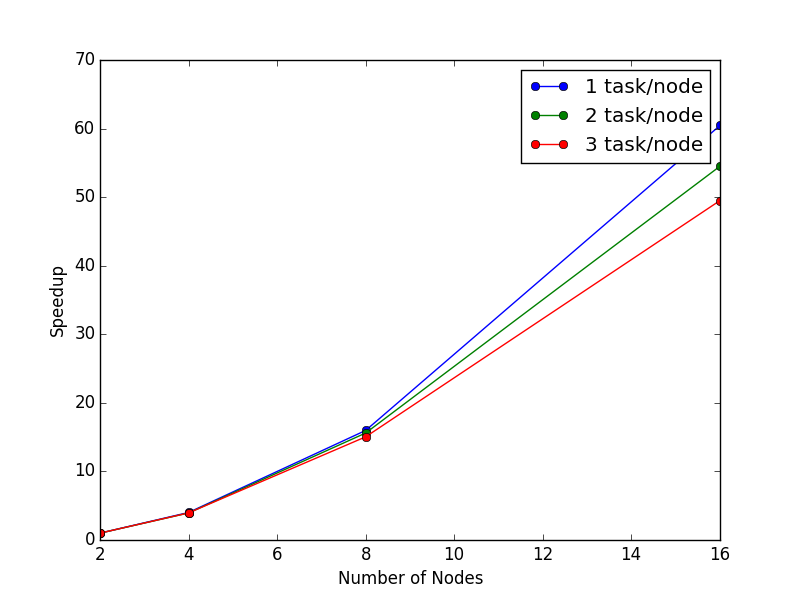 70
60
50
40
30
20
10
0
Speedup
1 task/node
2 task/node
3 task/node
2 4 6 8 10 12 14 16
Number of Nodes